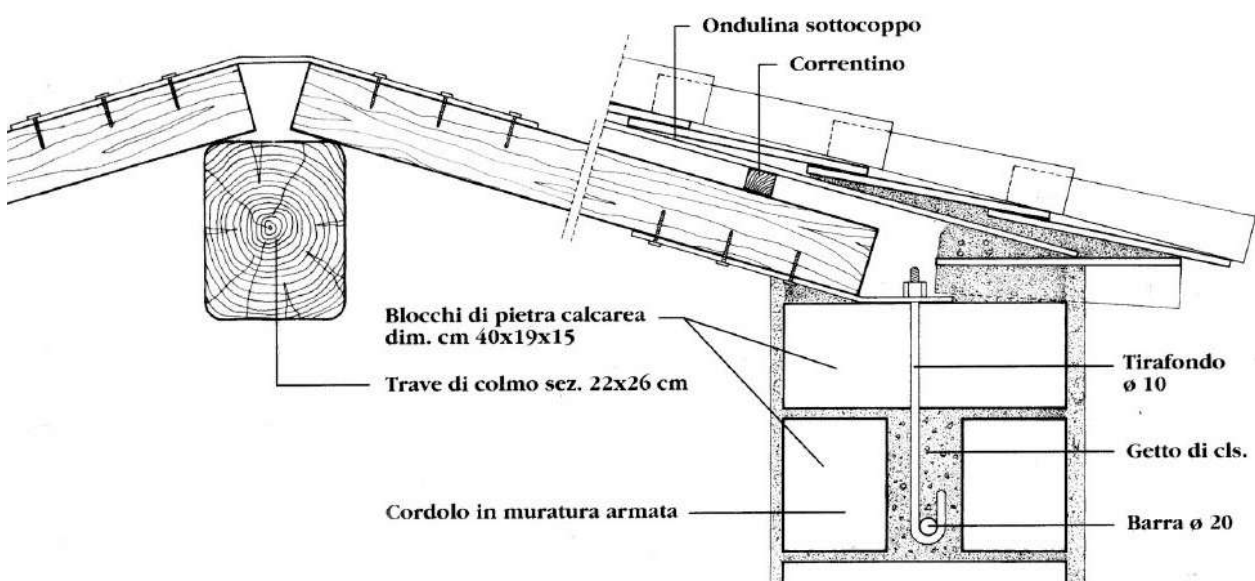 Ondulina sottocoppo
Correntino
Blocchi di pietra calcarea
dim. cm 40x19x15
Trave di colmo sez. 22x26 cm
Cordolo in muratura armata
Tirafondo
ø 10
Getto di cls.
Barra ø 20